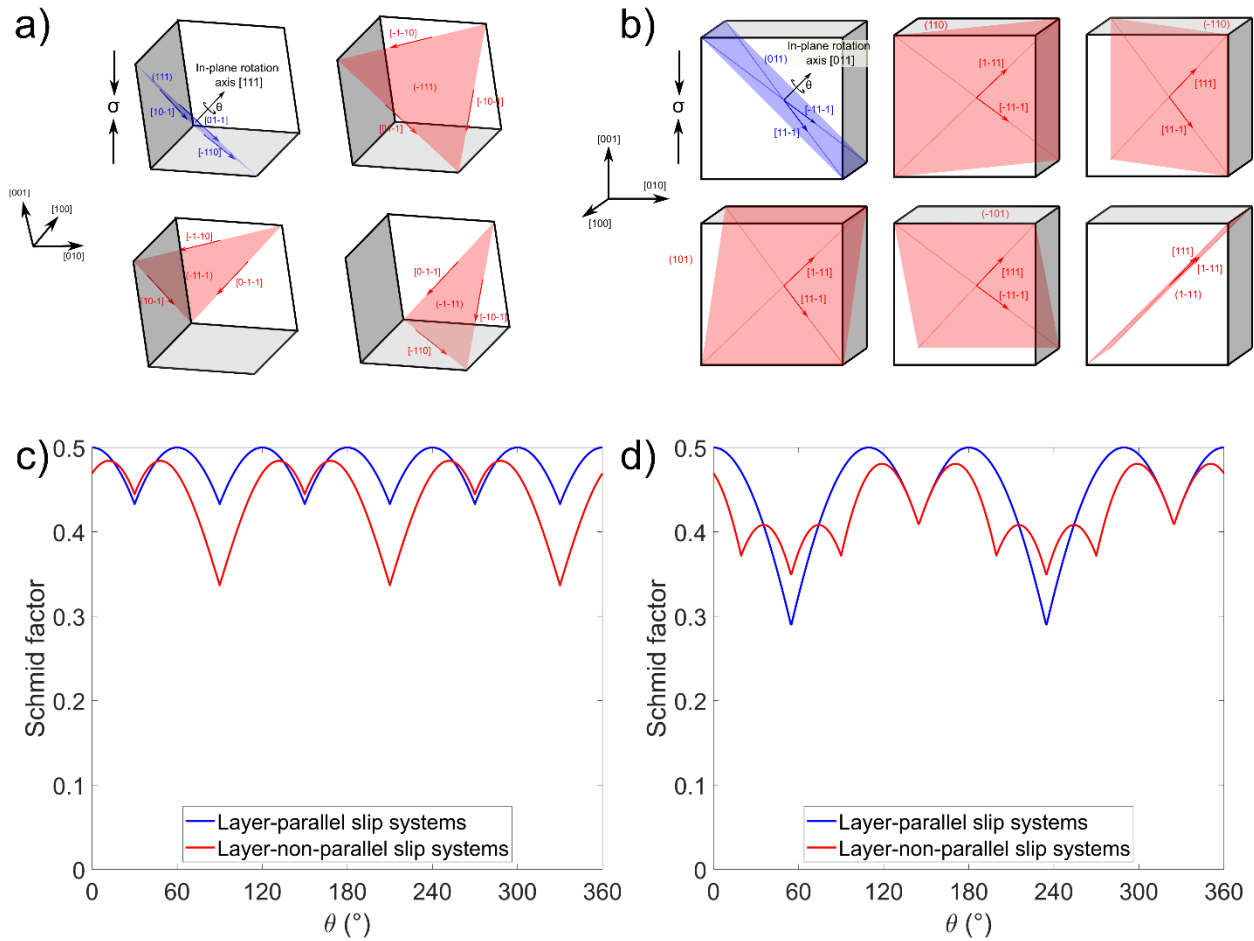 a)
σ
(111)
[10-1]
In-plane rotation
axis [111]
θ
[01-1]
[-110]
[-1-10]
(-111)
[-10-1]
[01-1]
[001]
[100]
[010]
[-1-10]
(-11-1)
[0-1-1]
[10-1]
[0-1-1]
(-1-11)
[-10-1]
[-110]
b)
σ
(011)
In-plane rotation
axis [011]
θ
[-11-1]
[11-1]
(110)
[1-11]
[-11-1]
(-110)
[111]
[11-1]
[001]
[010]
[100]
(101)
[1-11]
[11-1]
(-101)
[111]
[-11-1]
[111]
[1-11]
(1-11)
c)
Schmid factor
0.5
0.4
0.3
0.2
0.1
0
Layer-parallel slip systems
Layer-non-parallel slip systems
0 60 120 180 240 300 360
θ (°)
d)
Schmid factor
0.5
0.4
0.3
0.2
0.1
0
Layer-parallel slip systems
Layer-non-parallel slip systems
0 60 120 180 240 300 360
θ (°)